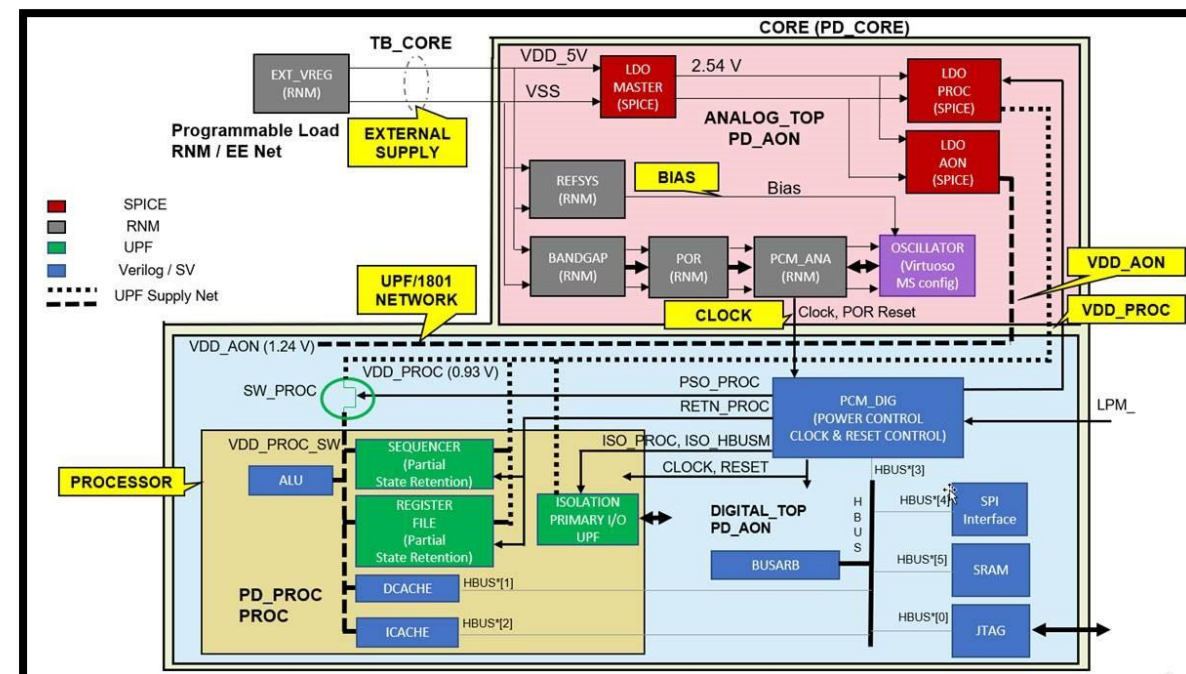 CORE (PD_CORE)
TB_CORE
EXT_VREG
(RNM)
VDD_5V
VSS
LDO
MASTER
(SPICE)
2.54 V
LDO
PROC
(SPICE)
ANALOG_TOP
PD_AON
Programmable Load
RNM / EE Net
EXTERNAL
SUPPLY
LDO
AON
(SPICE)
REFSYS
(RNM)
BIAS
Bias
SPICE
RNM
UPF
Verilog / SV
UPF Supply Net
BANDGAP
(RNM)
POR
(RNM)
PCM_ANA
(RNM)
OSCILLATOR
(Virtuoso
MS config)
UPF/1801
NETWORK
CLOCK
Clock, POR Reset
VDD_AON
VDD_PROC
VDD_AON (1.24 V)
VDD_PROC (0.93 V)
SW_PROC
PSO_PROC
RETN_PROC
PCM_DIG
(POWER CONTROL
CLOCK & RESET CONTROL)
LPM_
ISO_PROC, ISO_HBUSM
CLOCK, RESET
VDD_PROC_SW
PROCESSOR
ALU
SEQUENCER
(Partial
State Retention)
REGISTER
FILE
(Partial
State Retention)
ISOLATION
PRIMARY I/O
UPF
DIGITAL_TOP
PD_AON
H
B
U
S
HBUS*[3]
HBUS*[4]
SPI
Interface
BUSARB
HBUS*[5]
SRAM
PD_PROC
PROC
DCACHE
HBUS*[1]
ICACHE
HBUS*[2]
HBUS*[0]
JTAG